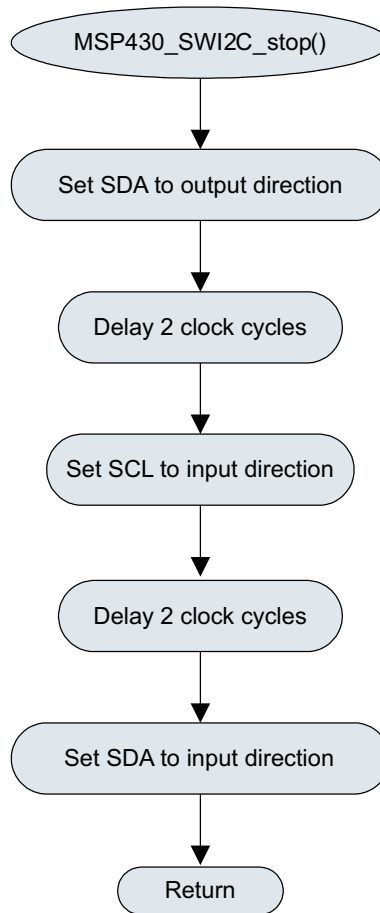 MSP430_SWI2C_stop()
Set SDA to output direction
Delay 2 clock cycles
Set SCL to input direction
Delay 2 clock cycles
Set SDA to input direction
Return